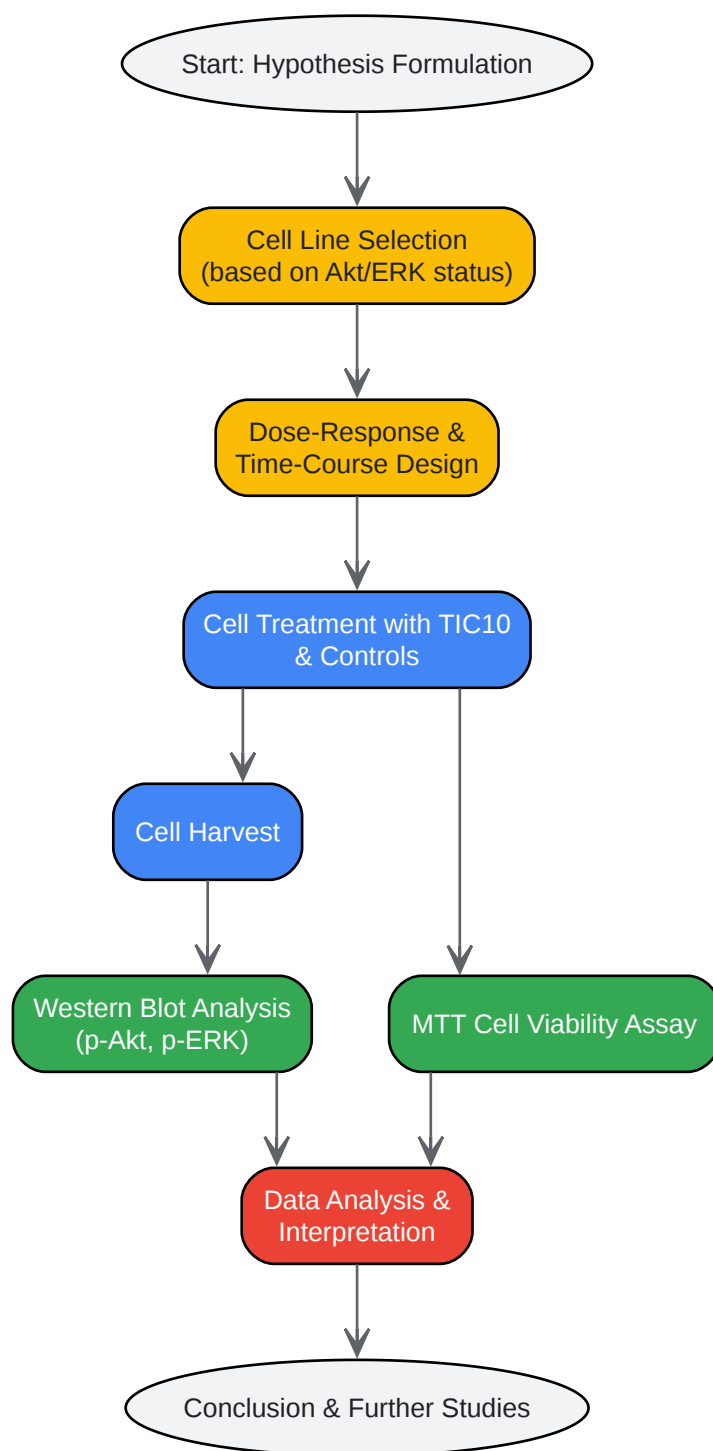 Start: Hypothesis Formulation
Cell Line Selection
(based on Akt/ERK status)
Dose-Response &
Time-Course Design
Cell Treatment with TIC10
& Controls
Cell Harvest
Western Blot Analysis
(p-Akt, p-ERK)
MTT Cell Viability Assay
Data Analysis &
Interpretation
Conclusion & Further Studies